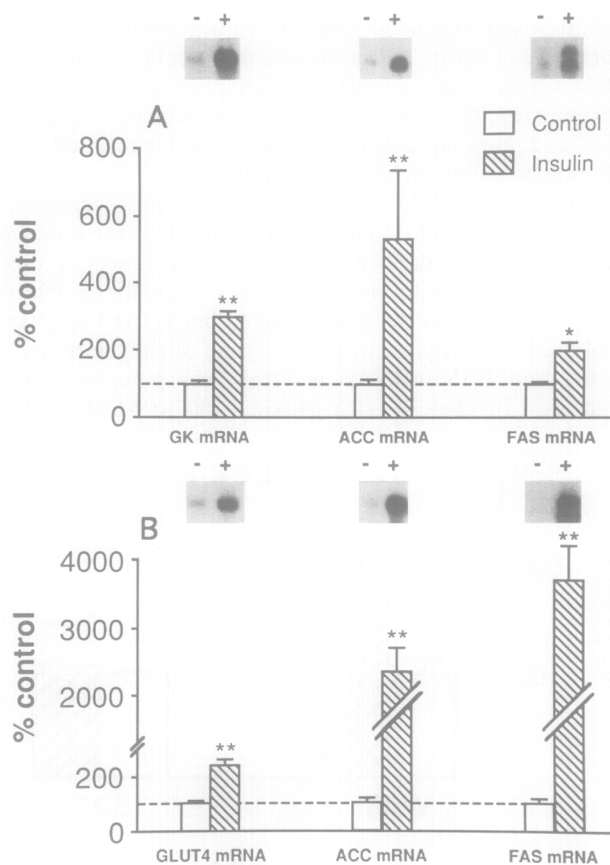 - + - + - +
A
Control
Insulin
800
600
400
200
0
% control
** ** *
GK mRNA ACC mRNA FAS mRNA
- + - + - +
B
4000
3000
2000
200
0
% control
** ** **
GLUT4 mRNA ACC mRNA FAS mRNA